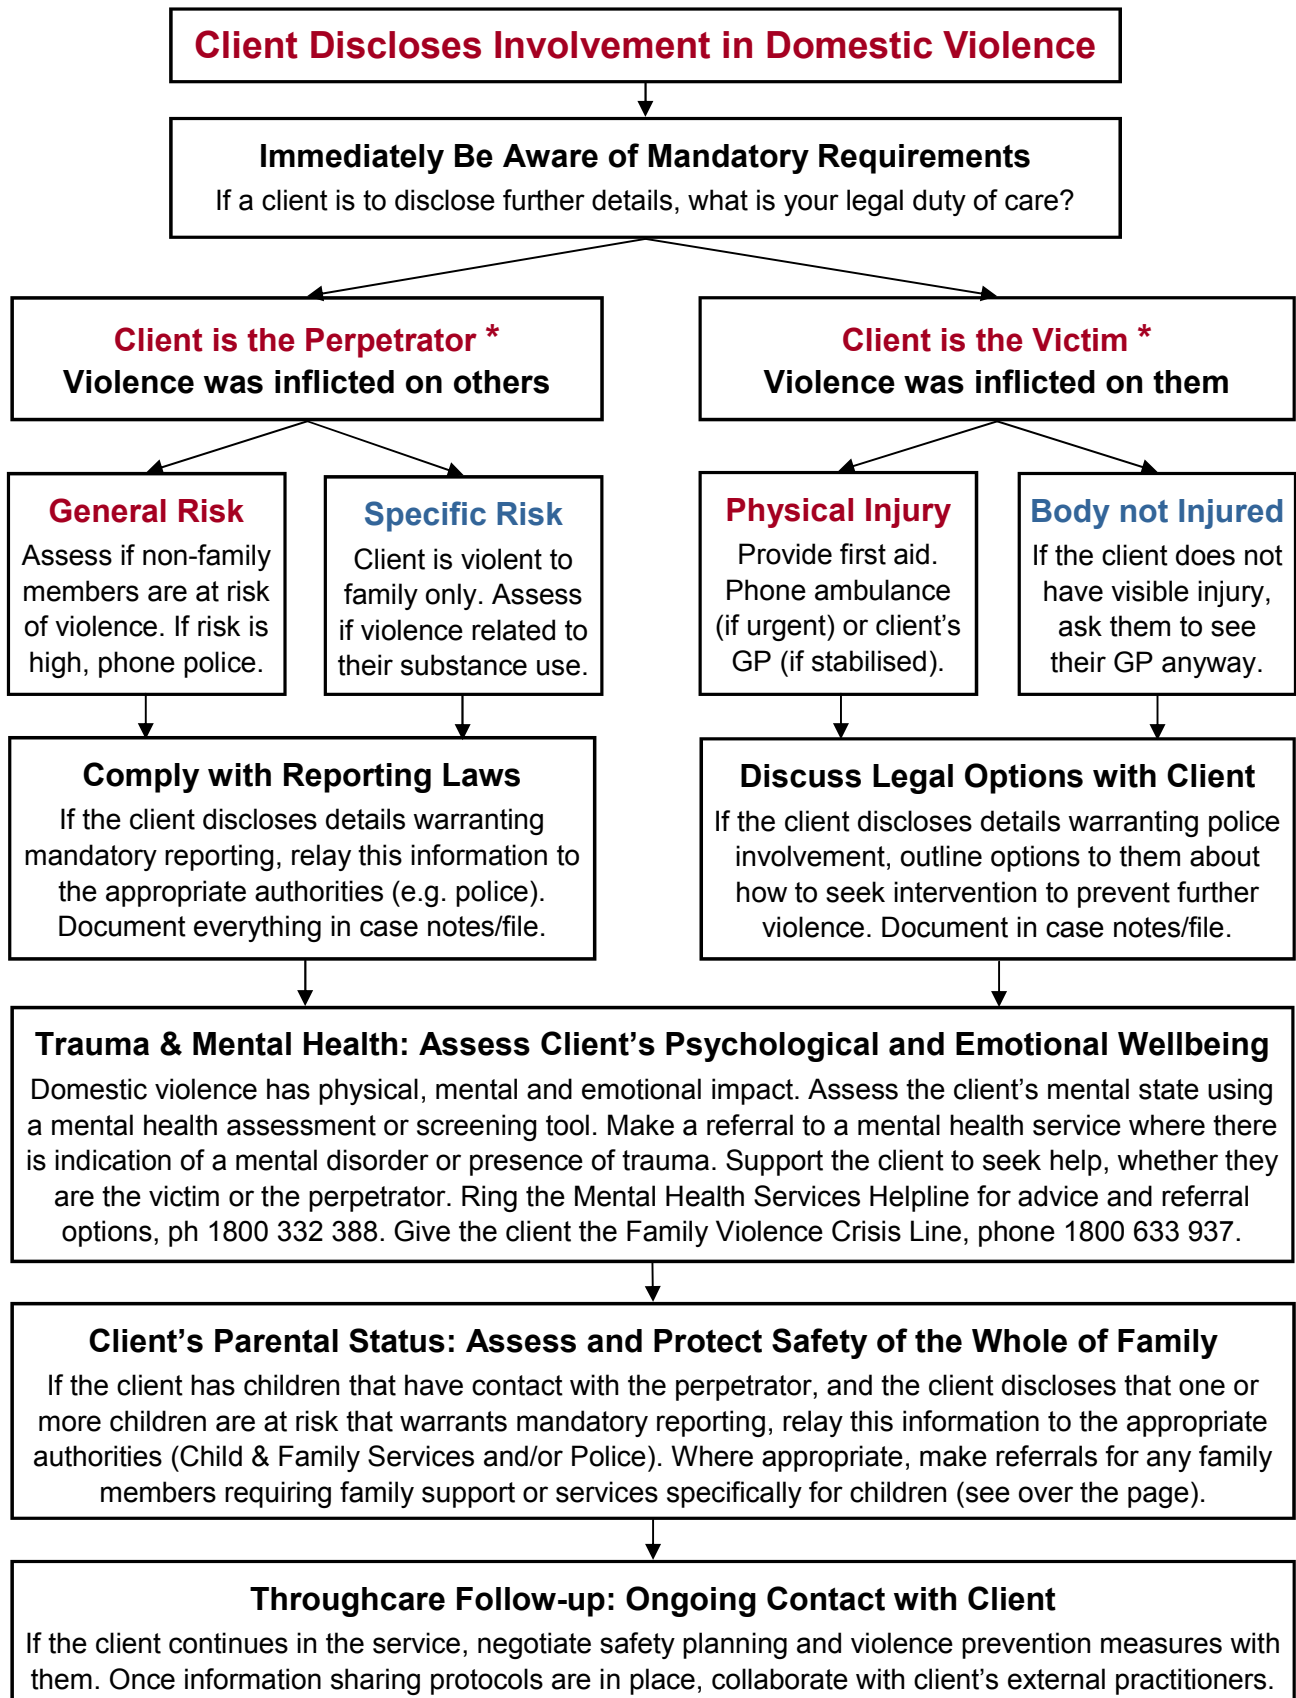 Client Discloses Involvement in Domestic Violence
Immediately Be Aware of Mandatory Requirements
If a client is to disclose further details, what is your legal duty of care?
Client is the Perpetrator *
Violence was inflicted on others
Client is the Victim *
Violence was inflicted on them
General Risk
Assess if non-family
members are at risk
of violence. If risk is
high, phone police.
Specific Risk
Client is violent to
family only. Assess
if violence related to
their substance use.
Physical Injury
Provide first aid.
Phone ambulance
(if urgent) or client’s
GP (if stabilised).
Body not Injured
If the client does not
have visible injury,
ask them to see
their GP anyway.
Comply with Reporting Laws
If the client discloses details warranting
mandatory reporting, relay this information to
the appropriate authorities (e.g. police).
Document everything in case notes/file.
Discuss Legal Options with Client
If the client discloses details warranting police
involvement, outline options to them about
how to seek intervention to prevent further
violence. Document in case notes/file.
Trauma & Mental Health: Assess Client’s Psychological and Emotional Wellbeing
Domestic violence has physical, mental and emotional impact. Assess the client’s mental state using
a mental health assessment or screening tool. Make a referral to a mental health service where there
is indication of a mental disorder or presence of trauma. Support the client to seek help, whether they
are the victim or the perpetrator. Ring the Mental Health Services Helpline for advice and referral
options, ph 1800 332 388. Give the client the Family Violence Crisis Line, phone 1800 633 937.
Client’s Parental Status: Assess and Protect Safety of the Whole of Family
If the client has children that have contact with the perpetrator, and the client discloses that one or
more children are at risk that warrants mandatory reporting, relay this information to the appropriate
authorities (Child & Family Services and/or Police). Where appropriate, make referrals for any family
members requiring family support or services specifically for children (see over the page).
Throughcare Follow-up: Ongoing Contact with Client
If the client continues in the service, negotiate safety planning and violence prevention measures with
them. Once information sharing protocols are in place, collaborate with client’s external practitioners.